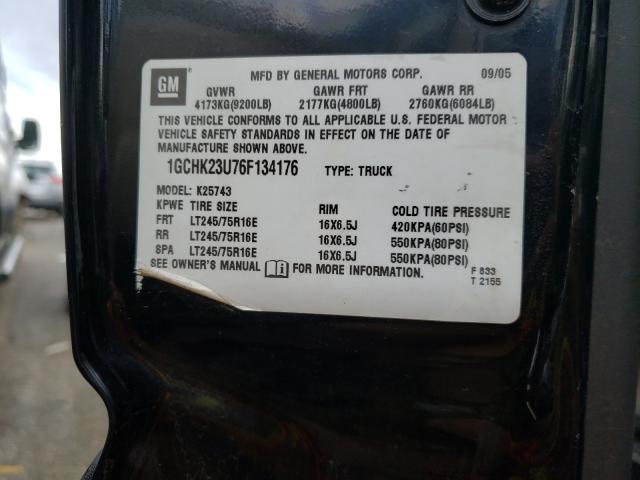 GM
MFD BY GENERAL MOTORS CORP. 09/05
GVWR GAWR FRT GAWR RR
4173KG(9200LB) 2177KG(4800LB) 2760KG(6084LB)
THIS VEHICLE CONFORMS TO ALL APPLICABLE U.S. FEDERAL MOTOR
VEHICLE SAFETY STANDARDS IN EFFECT ON THE DATE OF
MANUFACTURE SHOWN ABOVE.
1GCHK23U76F134176 TYPE: TRUCK
MODEL: K25743
KPWE TIRE SIZE RIM COLD TIRE PRESSURE
FRT LT245/75R16E 16X6.5J 420KPA(60PSI)
RR LT245/75R16E 16X6.5J 550KPA(80PSI)
SPA LT245/75R16E 16X6.5J 550KPA(80PSI)
SEE OWNER'S MANUAL FOR MORE INFORMATION.
F 833
T 2155